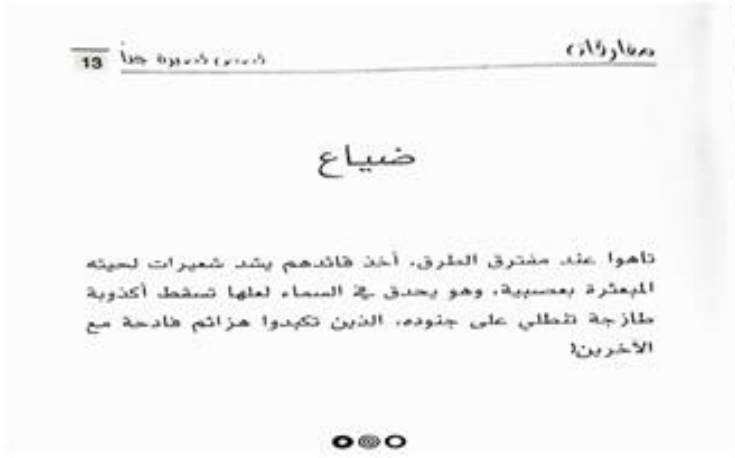 مفارقات
قصص قصيرة جداً 13
ضياع
تاهوا عند مفترق الطرق، أخذ قائدهم يشد شعيرات لحيته
المبعثرة بعصبية، وهو يحدق في السماء لعلها تسقط أكذوبة
طازجة تنطلي على جنوده، الذين تكبدوا هزائم فادحة مع
الآخرين!